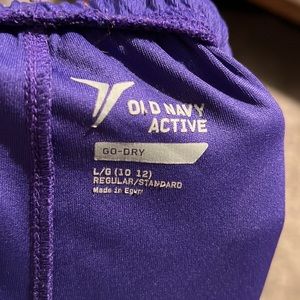 OLD NAVY
ACTIVE
GO-DRY
L/G (10 12)
REGULAR/STANDARD
Made in Egypt